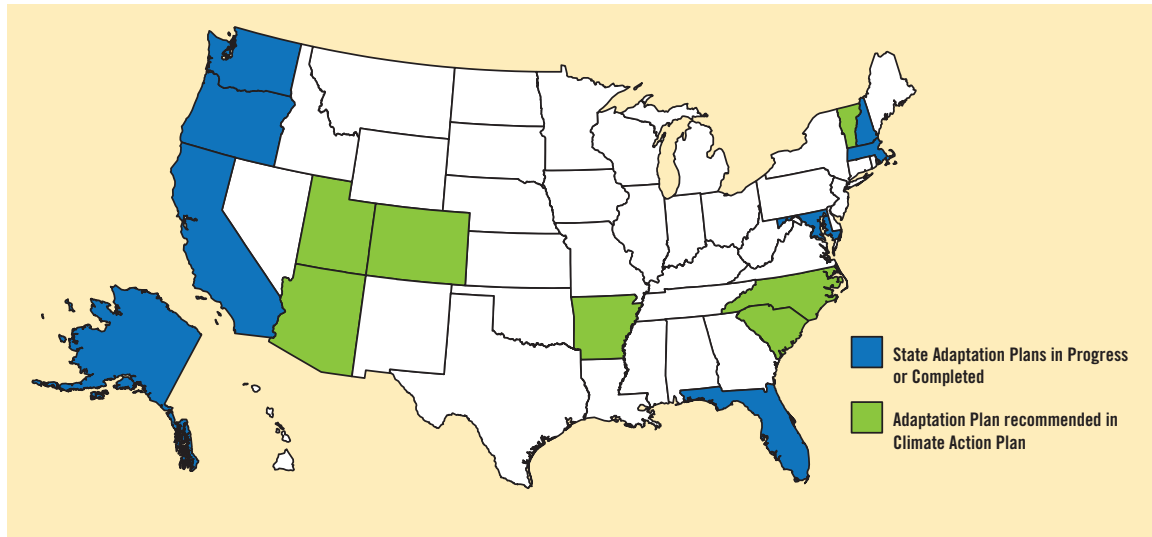 State Adaptation Plans in Progress
or Completed
Adaptation Plan recommended in
Climate Action Plan